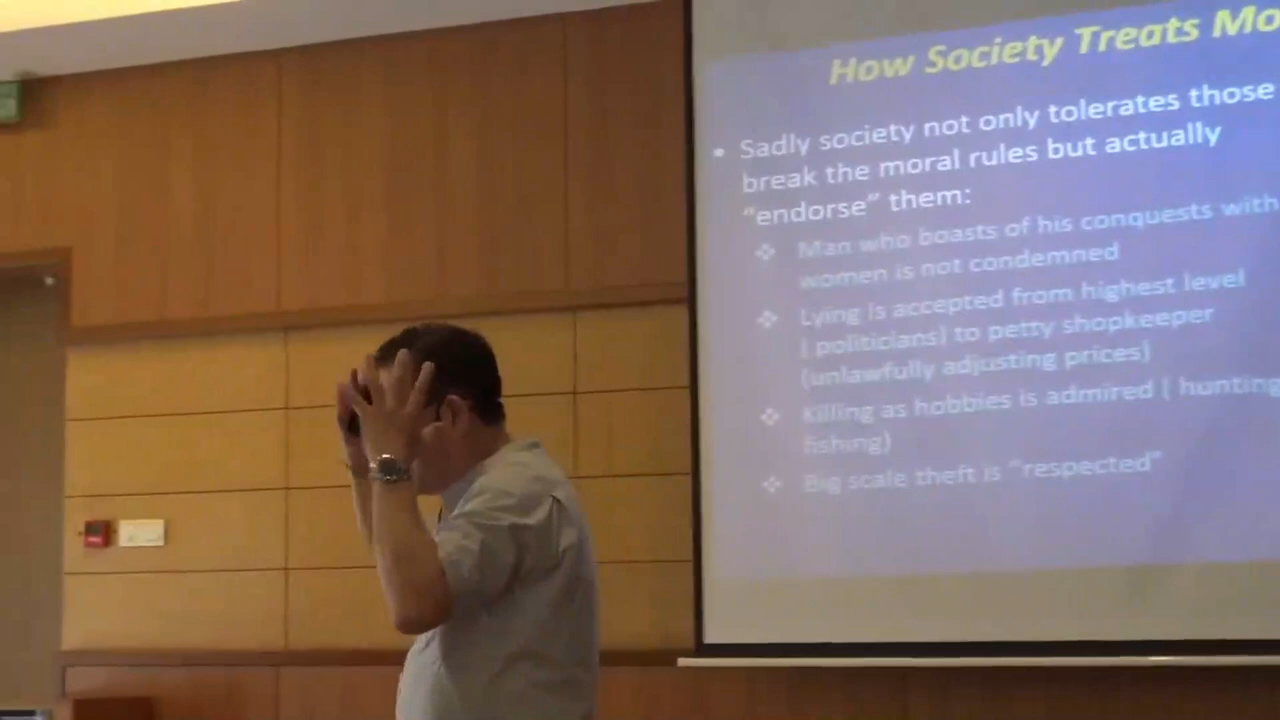 How Society Treats Mo
• Sadly society not only tolerates those
break the moral rules but actually
“endorse” them:
❖ Man who boasts of his conquests with
women is not condemned
❖ Lying is accepted from highest level
( politicians) to petty shopkeeper
(unlawfully adjusting prices)
❖ Killing as hobbies is admired ( hunting
fishing)
❖ Big scale theft is “respected”